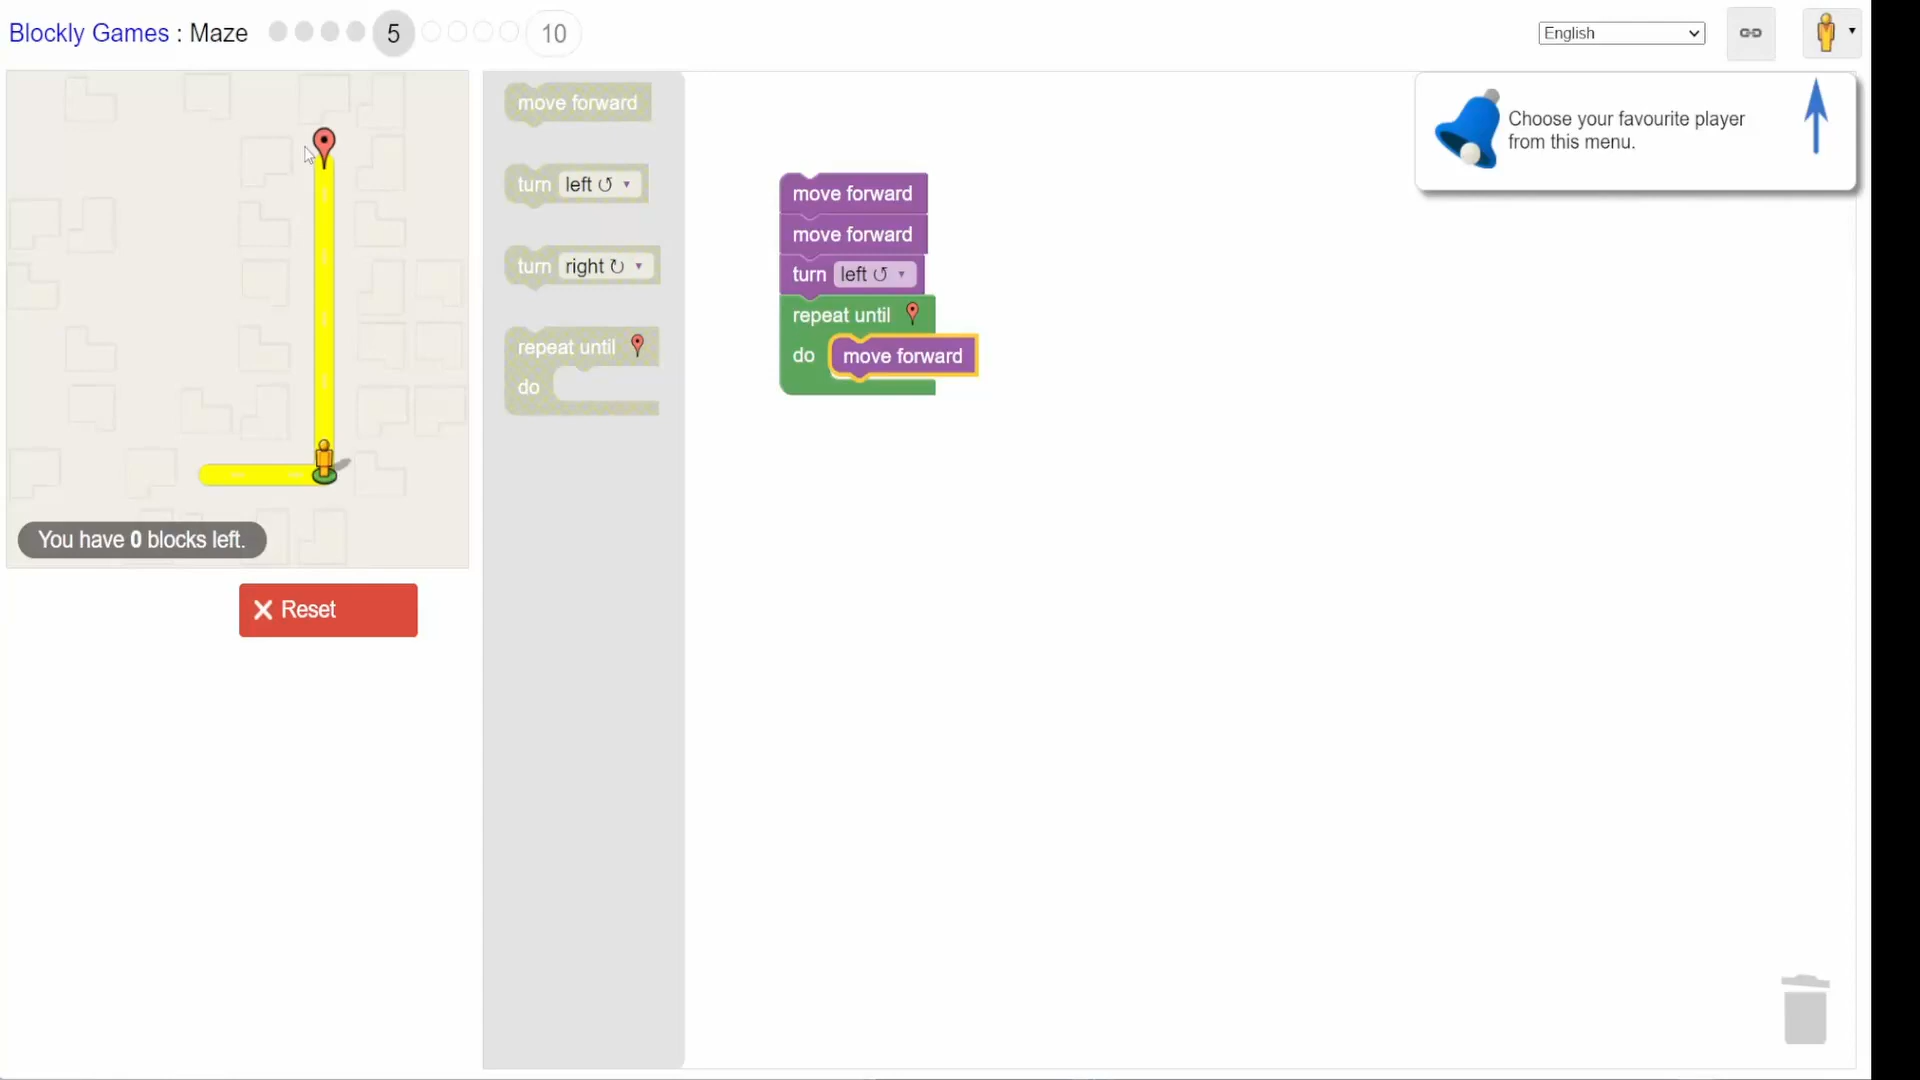 Blockly Games : Maze
5
10
English
Choose your favourite player
from this menu.
move forward
turn left ↺ ▾
turn right ↻ ▾
repeat until
do
move forward
move forward
turn left ↺ ▾
repeat until
do move forward
You have 0 blocks left.
Reset